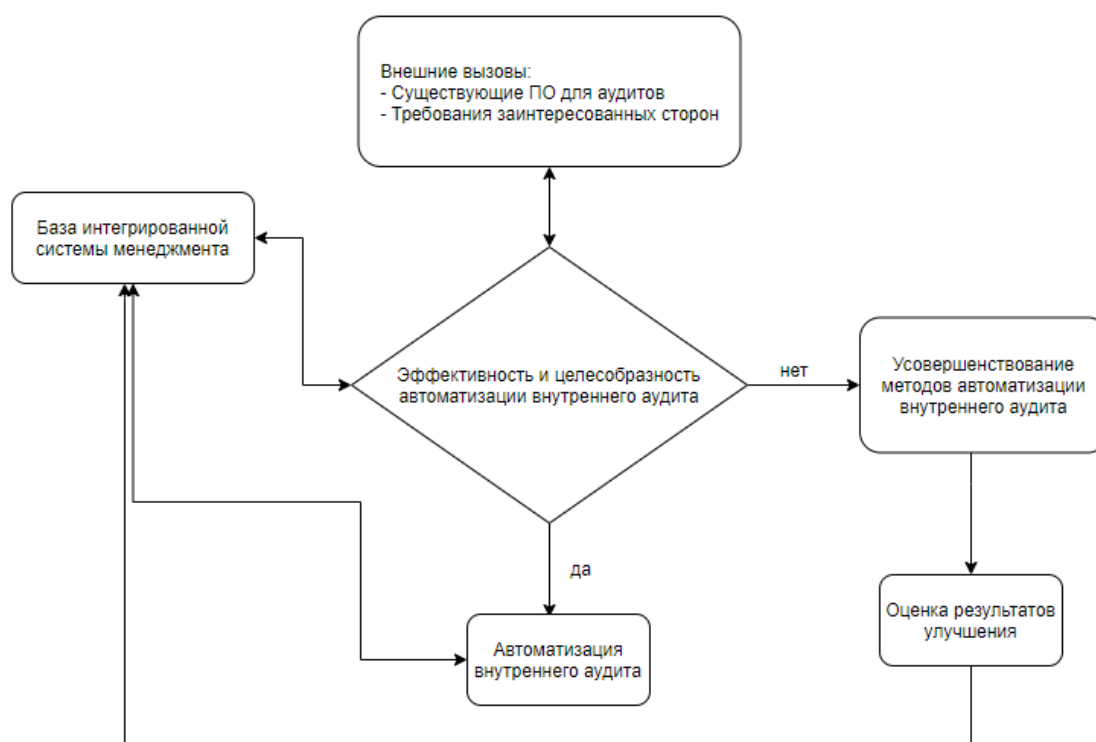 Внешние вызовы:
- Существующие ПО для аудитов
- Требования заинтересованных сторон
База интегрированной
системы менеджмента
Эффективность и целесобразность
автоматизации внутреннего аудита
нет
Усовершенствование
методов автоматизации
внутреннего аудита
да
Оценка результатов
улучшения
Автоматизация
внутреннего аудита